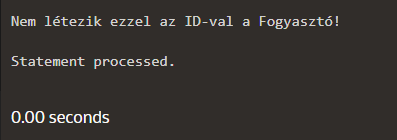 Nem létezik ezzel az ID-val a Fogyasztó!
Statement processed.
0.00 seconds